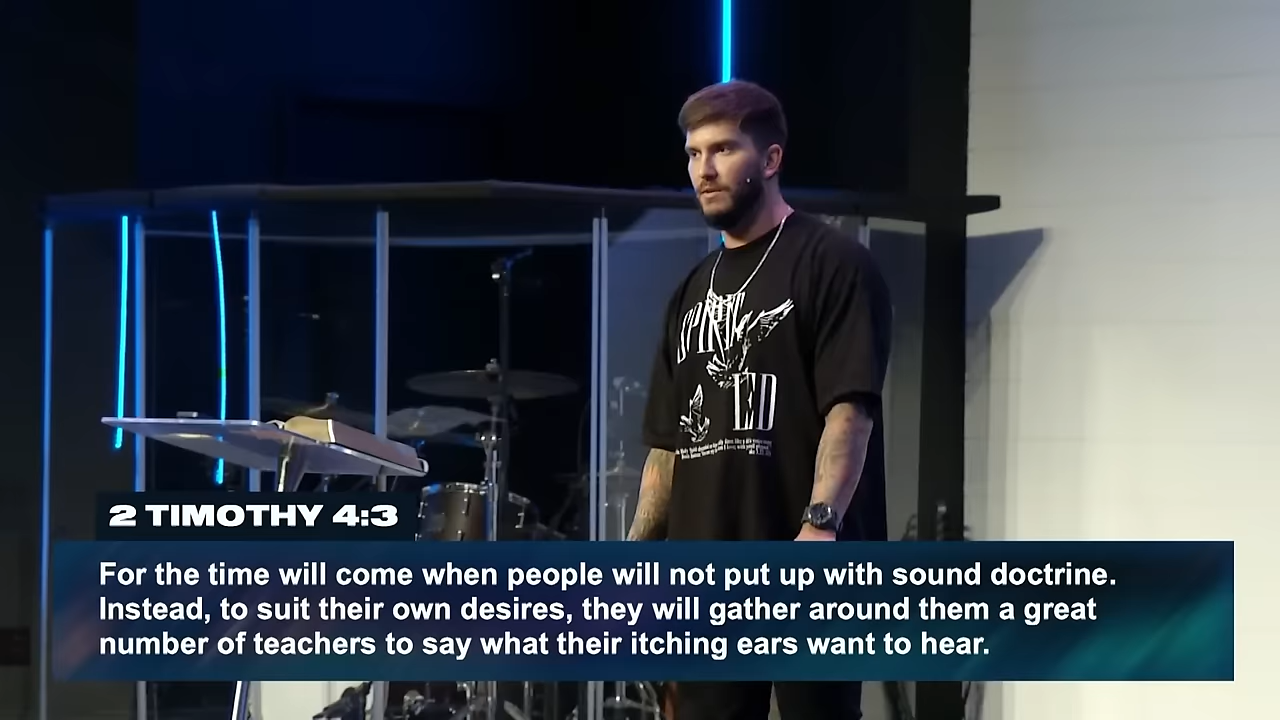 SPIRIT
LED
2 TIMOTHY 4:3
For the time will come when people will not put up with sound doctrine.
Instead, to suit their own desires, they will gather around them a great
number of teachers to say what their itching ears want to hear.